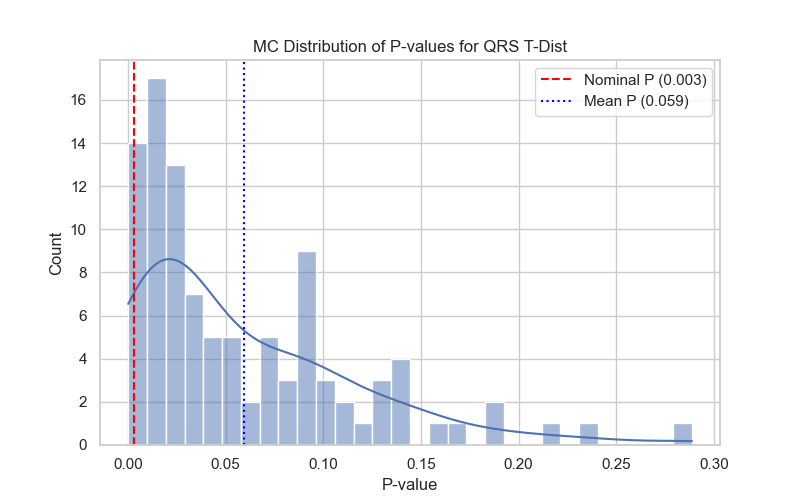 MC Distribution of P-values for QRS T-Dist
Nominal P (0.003)
Mean P (0.059)
Count
16
14
12
10
8
6
4
2
0
0.00 0.05 0.10 0.15 0.20 0.25 0.30
P-value